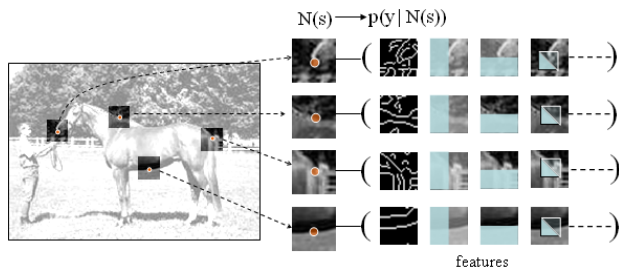 N(s) → p(y | N(s))
features